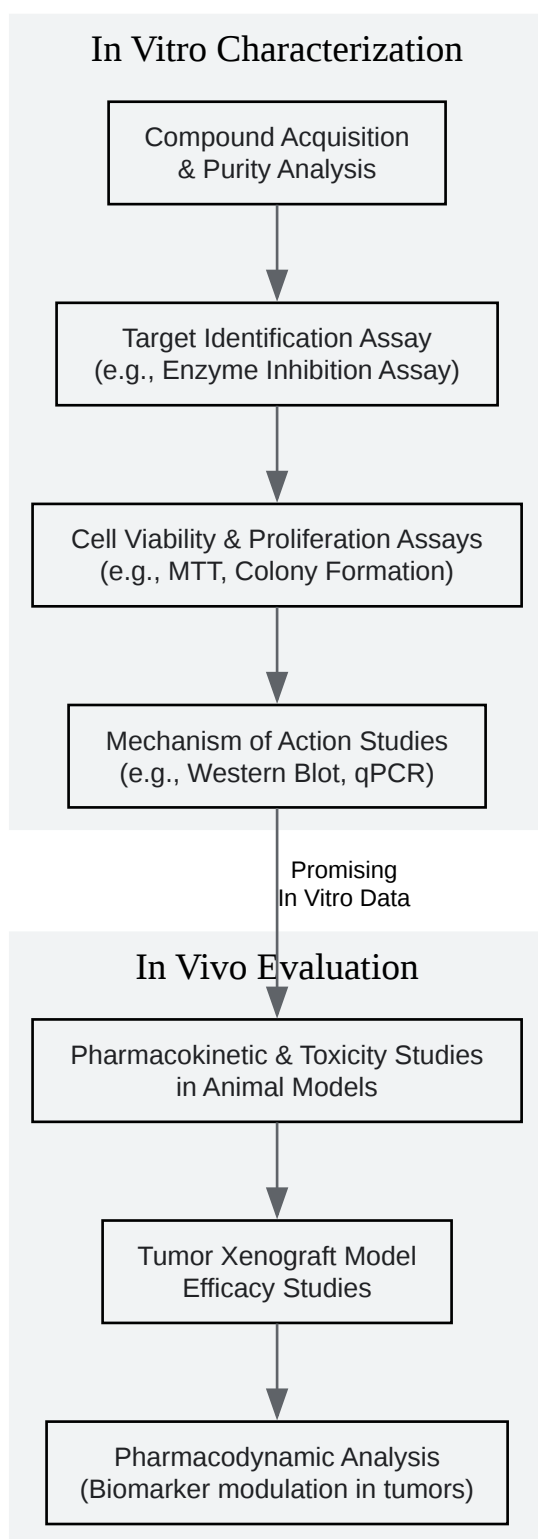 In Vitro Characterization
Compound Acquisition
& Purity Analysis
Target Identification Assay
(e.g., Enzyme Inhibition Assay)
Cell Viability & Proliferation Assays
(e.g., MTT, Colony Formation)
Mechanism of Action Studies
(e.g., Western Blot, qPCR)
Promising
In Vitro Data
In Vivo Evaluation
Pharmacokinetic & Toxicity Studies
in Animal Models
Tumor Xenograft Model
Efficacy Studies
Pharmacodynamic Analysis
(Biomarker modulation in tumors)